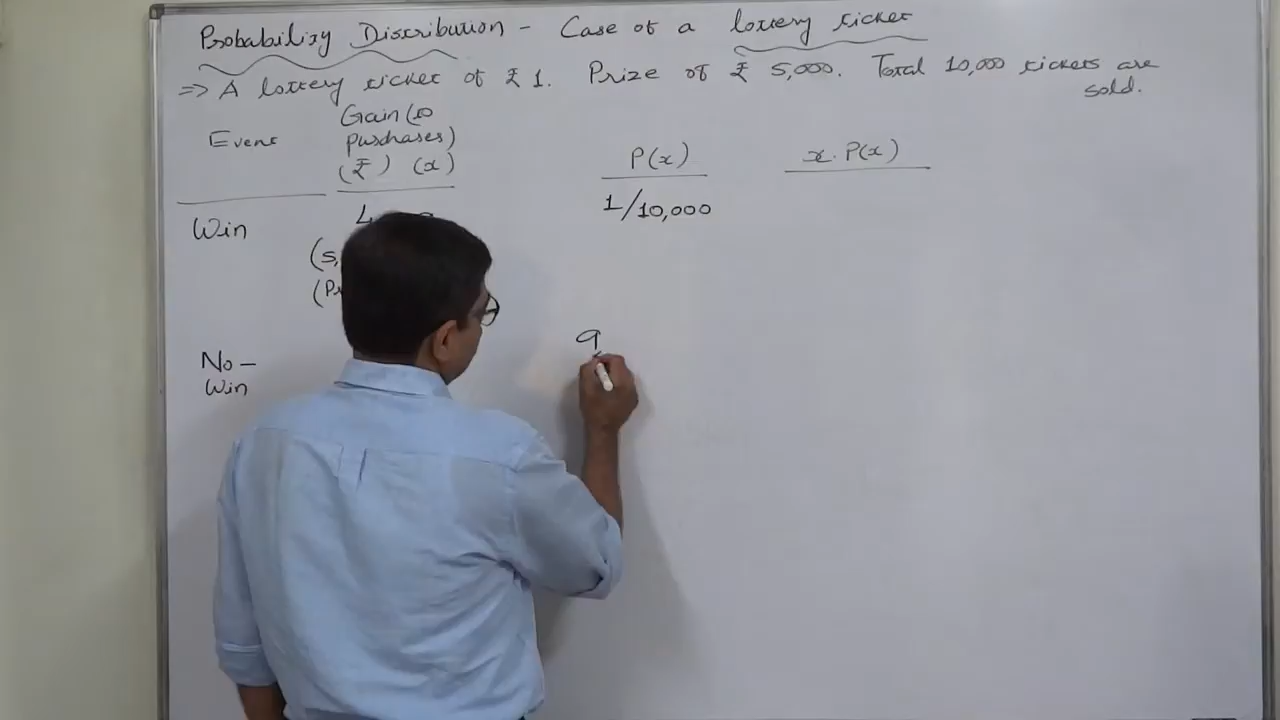 Probability Distribution - Case of a lottery ticket
=> A lottery ticket of ₹ 1. Prize of ₹ 5,000. Total 10,000 tickets are
sold.
Gain (to
Event purchases)
(₹) (x) P(x) x. P(x)
Win 1/10,000
9,
No -
Win